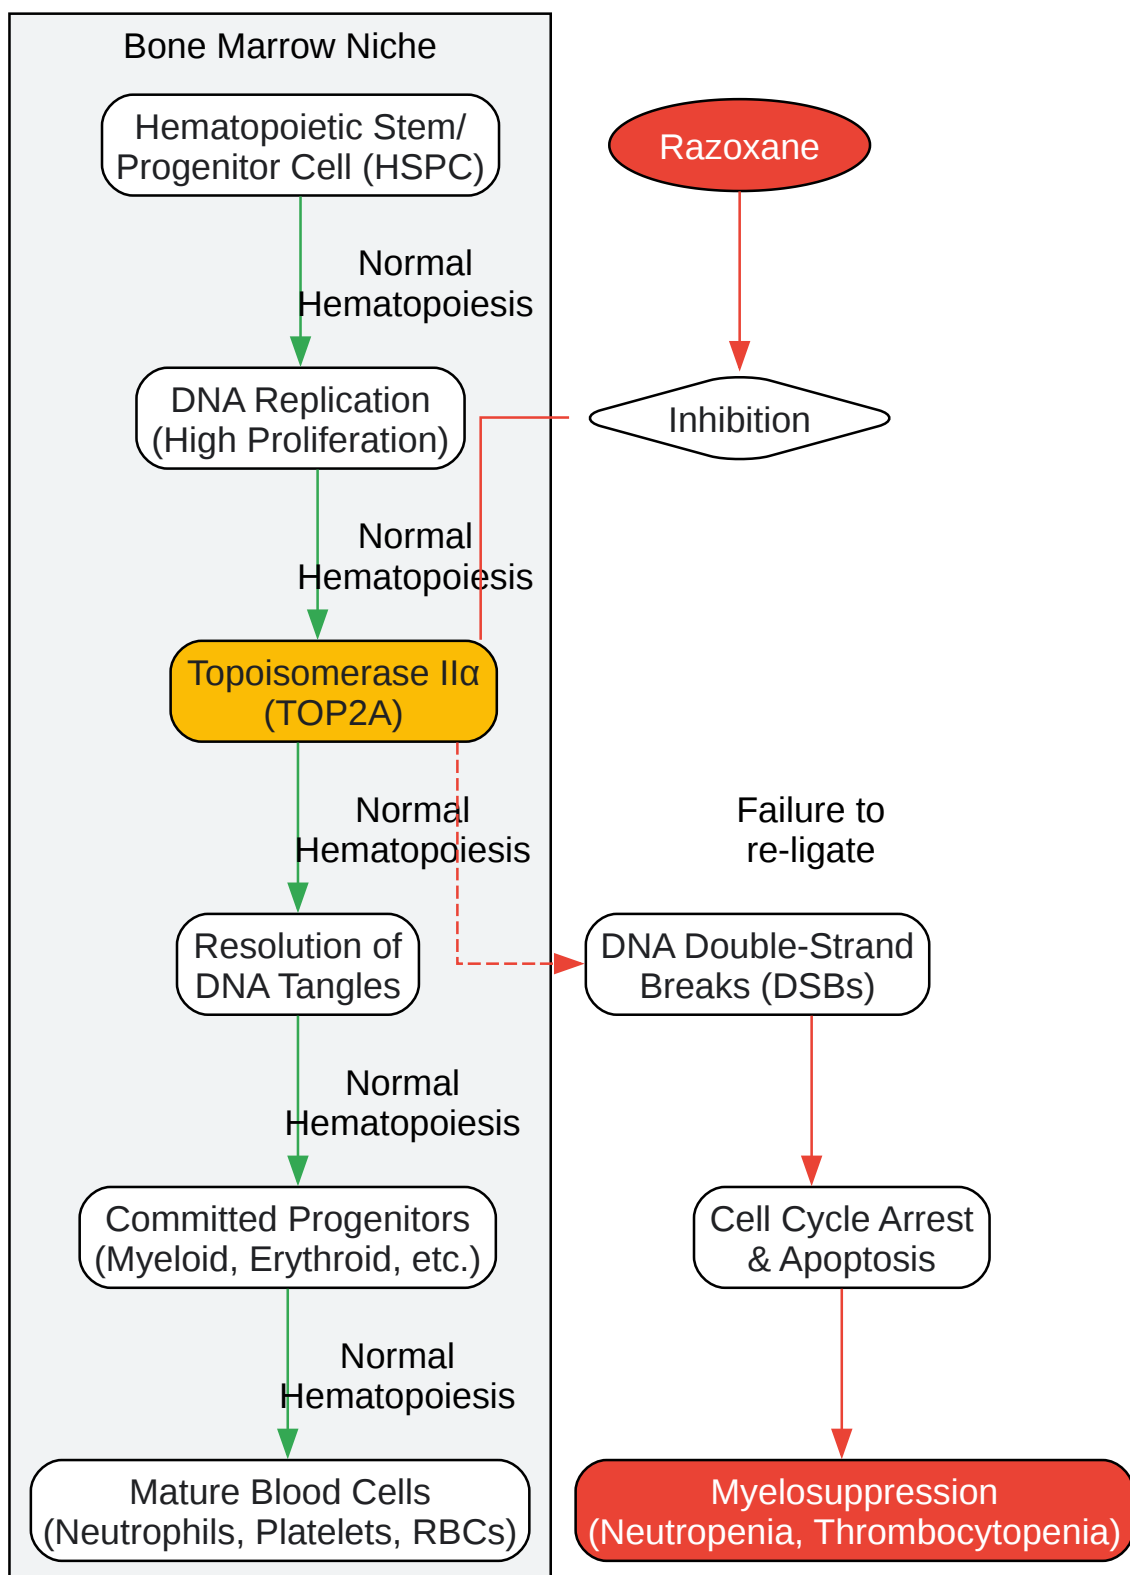 Bone Marrow Niche
Hematopoietic Stem/
Progenitor Cell (HSPC)
Razoxane
Normal
Hematopoiesis
DNA Replication
(High Proliferation)
Inhibition
Normal
Hematopoiesis
Topoisomerase IIα
(TOP2A)
Normal
Hematopoiesis
Failure to
re-ligate
Resolution of
DNA Tangles
DNA Double-Strand
Breaks (DSBs)
Normal
Hematopoiesis
Committed Progenitors
(Myeloid, Erythroid, etc.)
Cell Cycle Arrest
& Apoptosis
Normal
Hematopoiesis
Mature Blood Cells
(Neutrophils, Platelets, RBCs)
Myelosuppression
(Neutropenia, Thrombocytopenia)